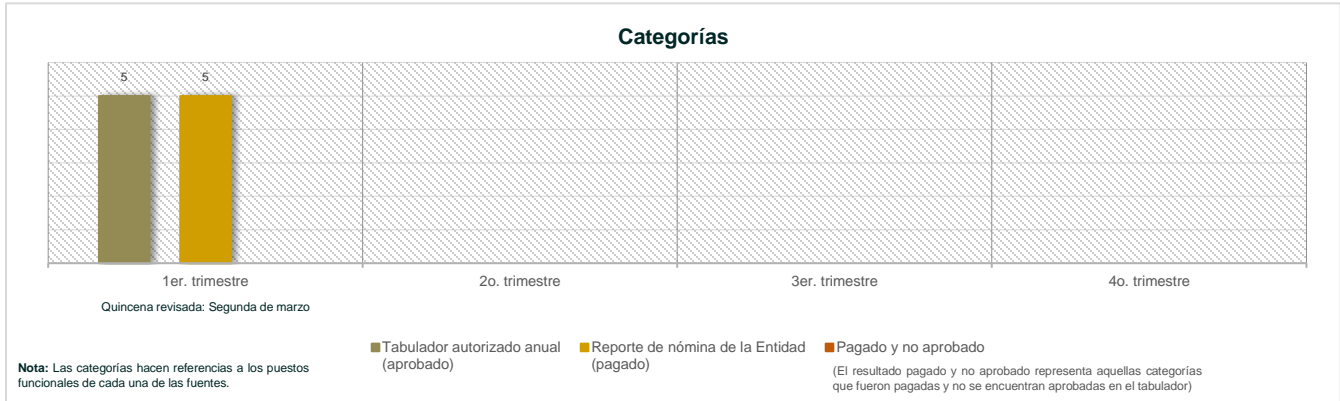 Categorías
5 5
1er. trimestre 2o. trimestre 3er. trimestre 4o. trimestre
Quincena revisada: Segunda de marzo
Tabulador autorizado anual
(aprobado)
Reporte de nómina de la Entidad
(pagado)
Pagado y no aprobado
(El resultado pagado y no aprobado representa aquellas categorías
que fueron pagadas y no se encuentran aprobadas en el tabulador)
Nota: Las categorías hacen referencias a los puestos
funcionales de cada una de las fuentes.